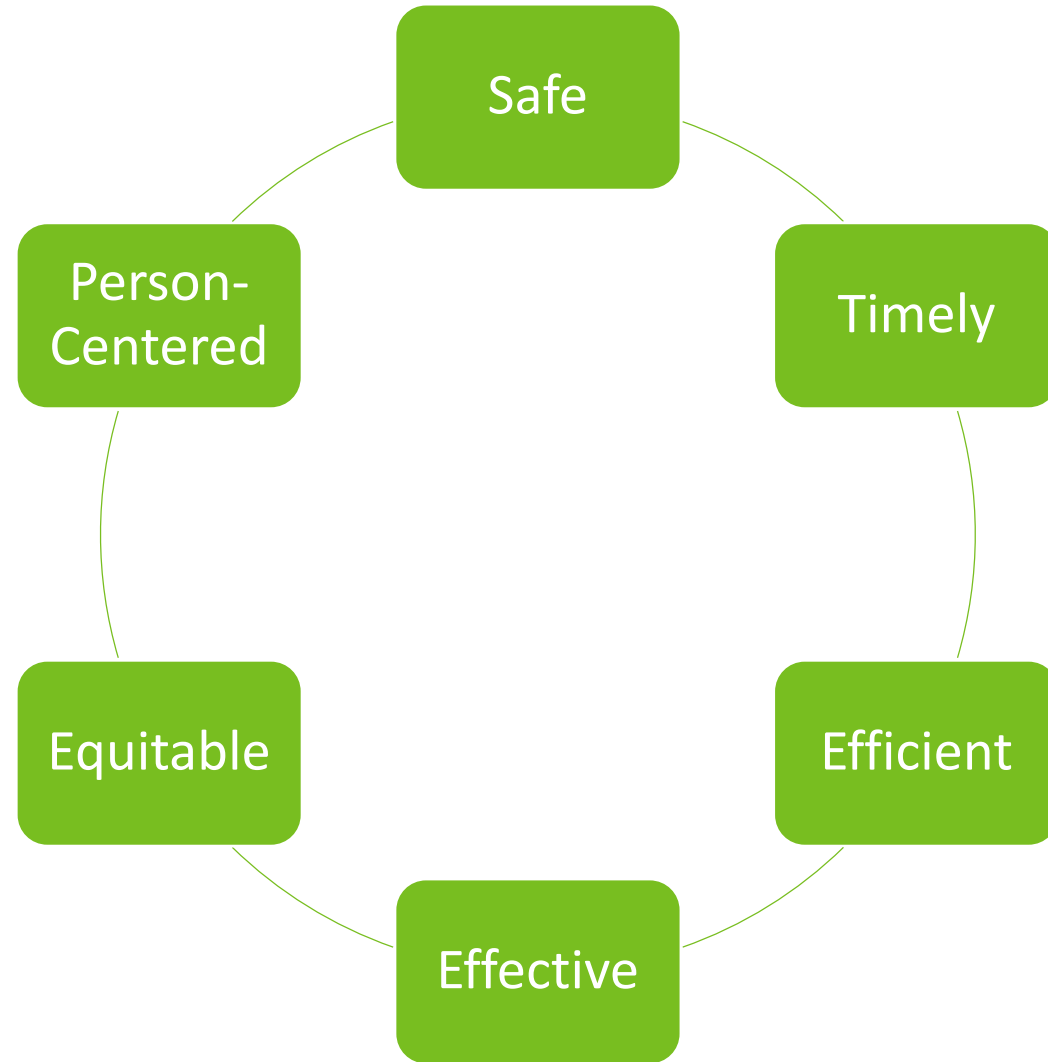 Safe
Timely
Efficient
Effective
Equitable
Person-
Centered